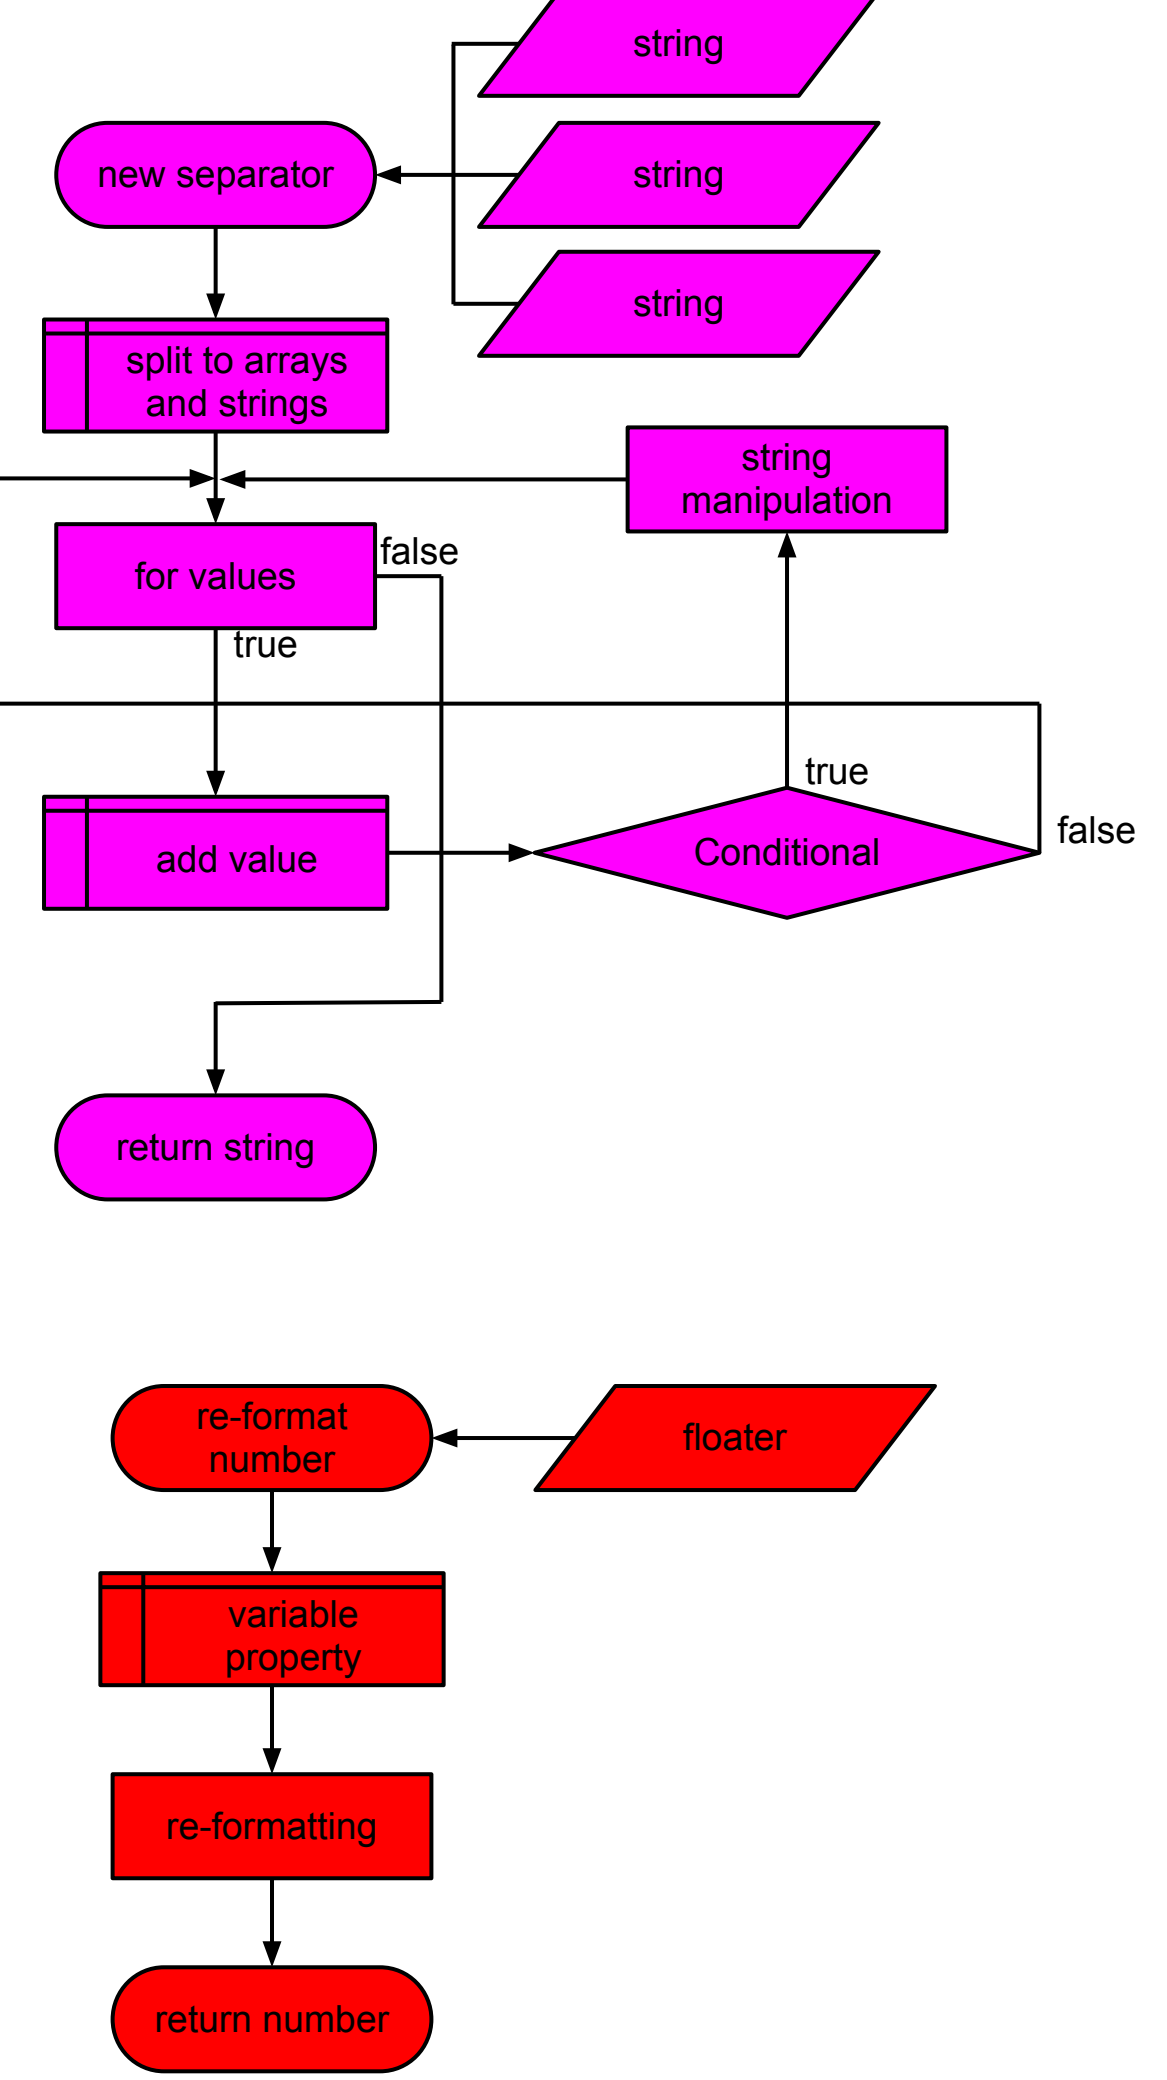 string
new separator
string
string
split to arrays
and strings
string
manipulation
false
for values
true
true
false
Conditional
add value
return string
re-format
number
floater
variable
property
re-formatting
return number